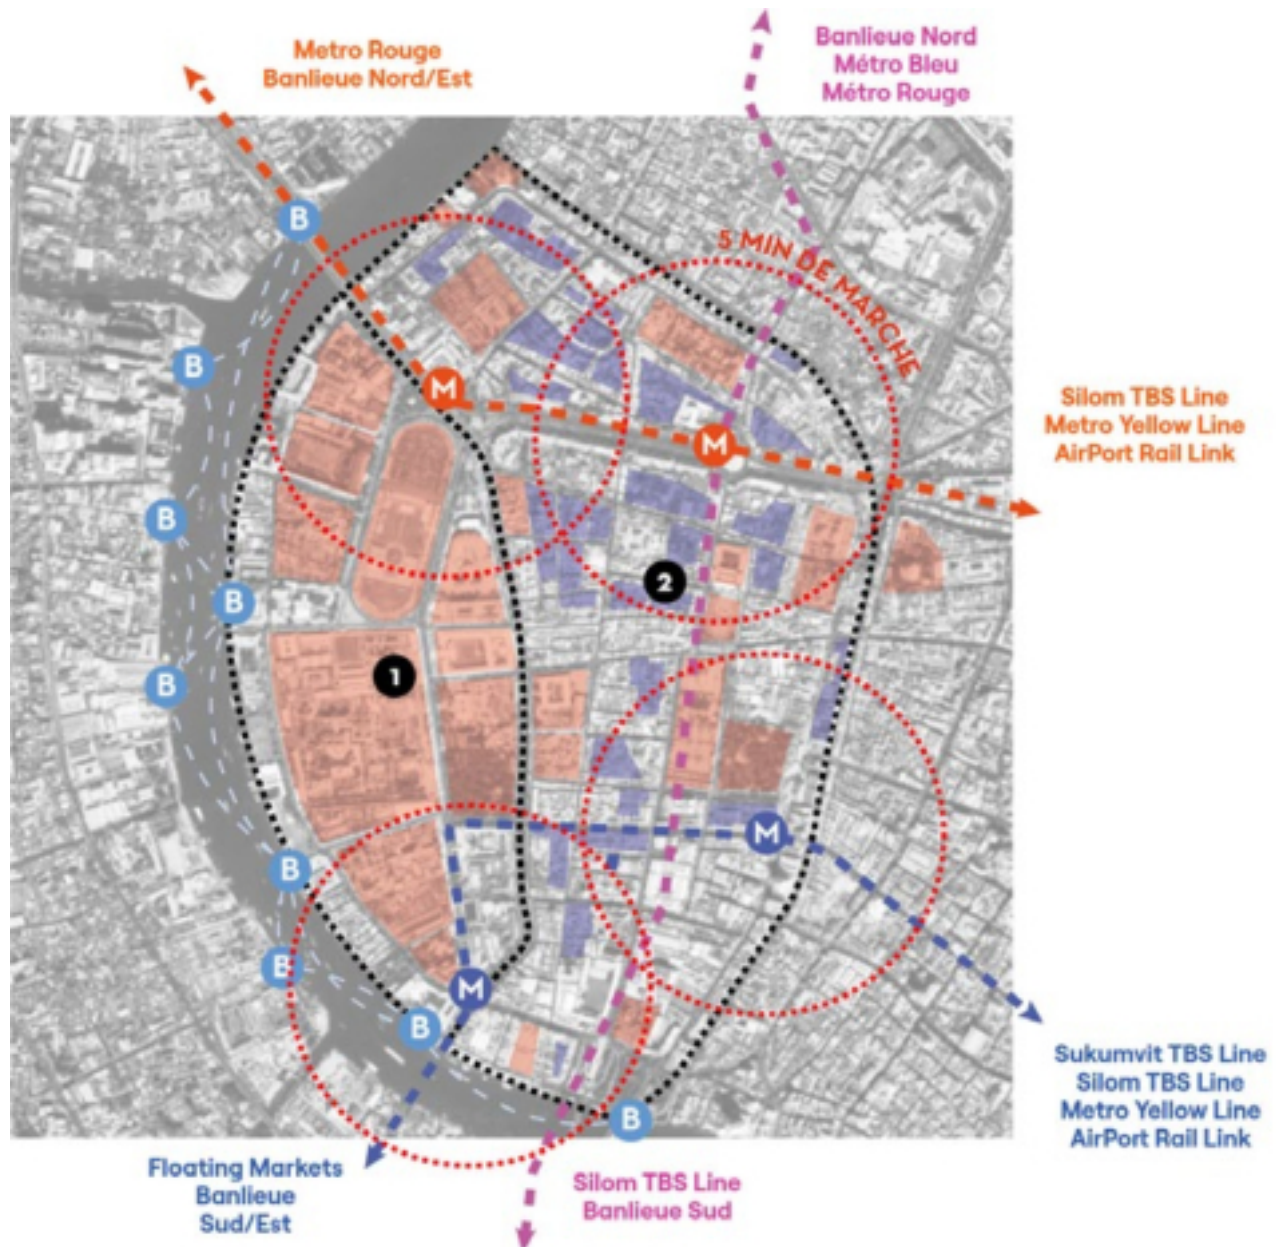 Metro Rouge
Banlieue Nord/Est
Banlieue Nord
Métro Bleu
Métro Rouge
B
5 MIN DE MARCHE
B
M
Silom TBS Line
Metro Yellow Line
AirPort Rail Link
M
B
2
B
1
B
M
B
B
M
B
Sukumvit TBS Line
Silom TBS Line
Metro Yellow Line
AirPort Rail Link
B
Floating Markets
Banlieue
Sud/Est
Silom TBS Line
Banlieue Sud